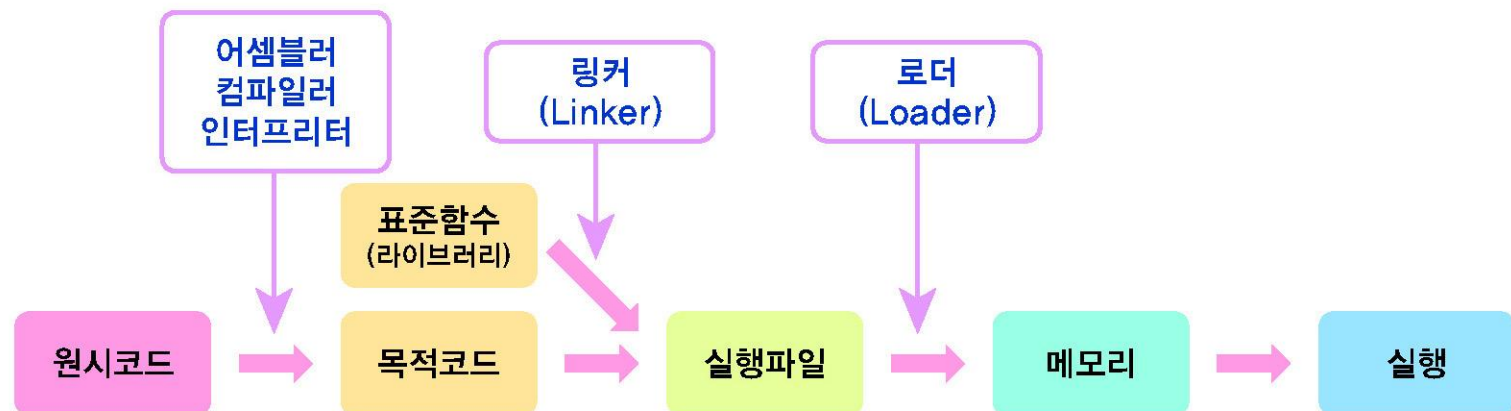 어셈블러
컴파일러
인터프리터
링커
(Linker)
로더
(Loader)
표준함수
(라이브러리)
원시코드
목적코드
실행파일
메모리
실행